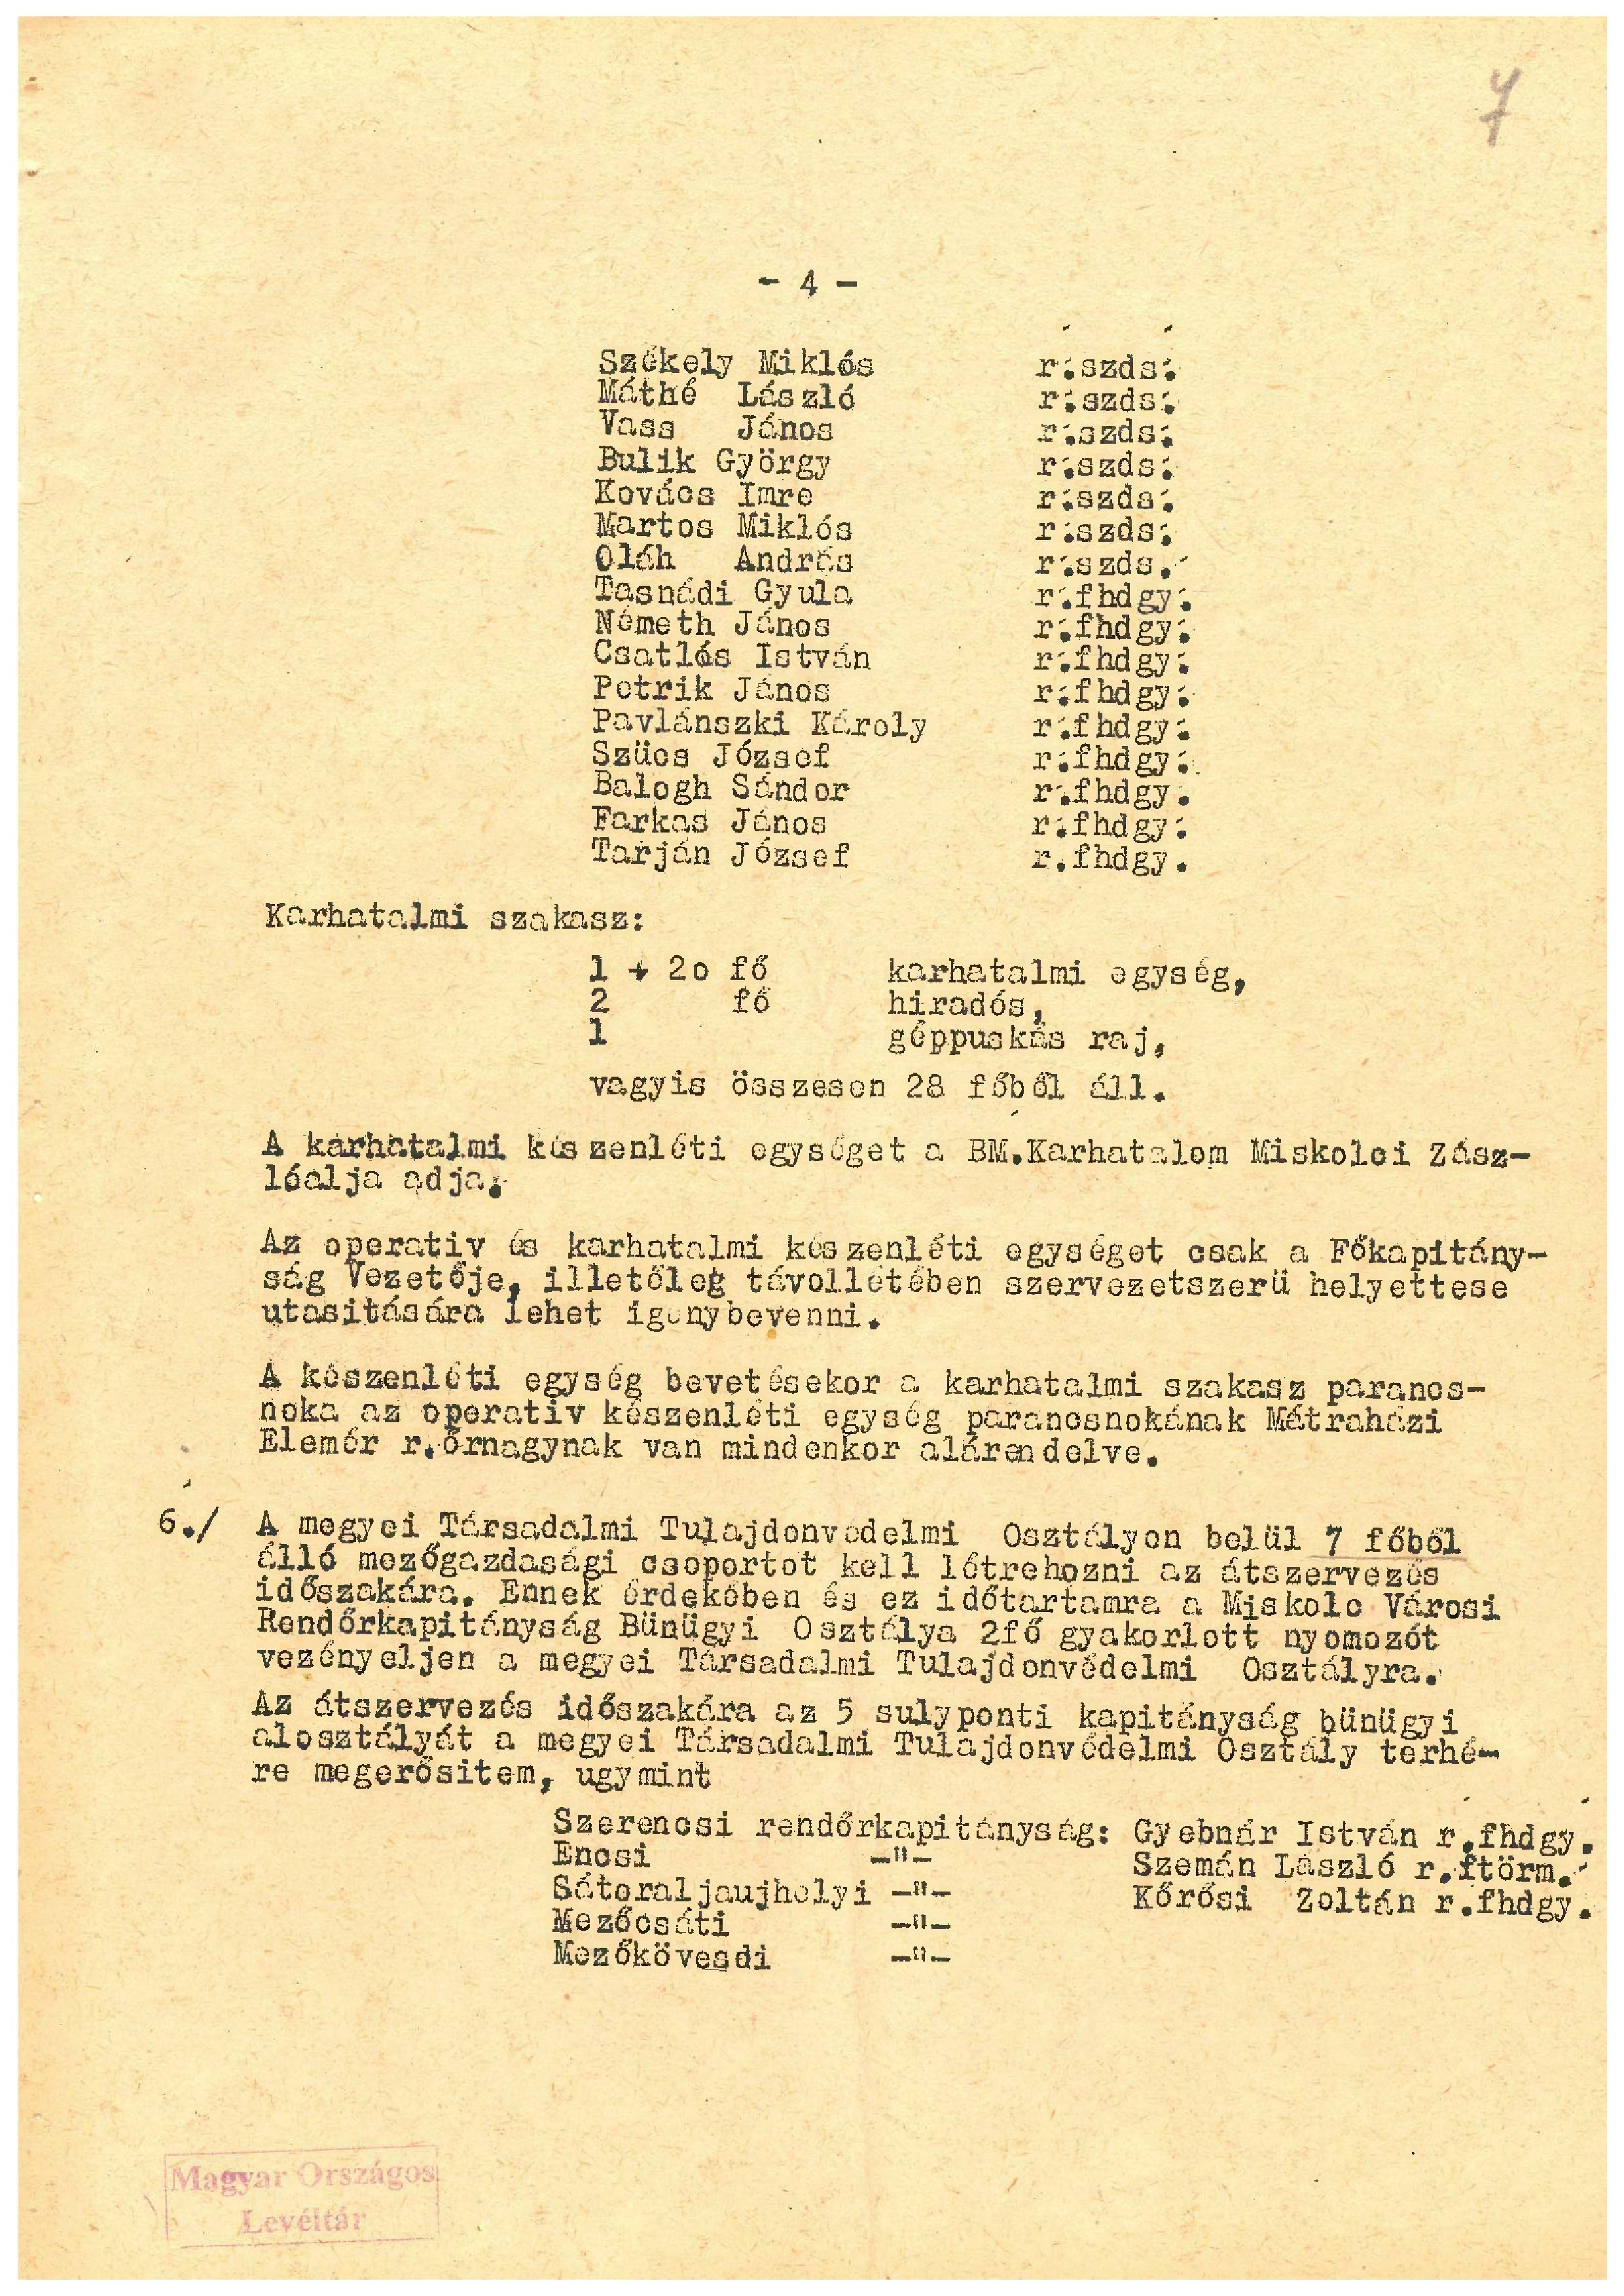 7
- 4 -
Székely Miklós r.szds.
Máthé László r.szds.
Vass János r.szds.
Bulik György r.szds.
Kovács Imre r.szds.
Martos Miklós r.szds.
Oláh András r.szds.
Tasnádi Gyula r.fhdgy.
Németh János r.fhdgy.
Csatlós István r.fhdgy.
Petrik János r.fhdgy.
Pavlánszki Károly r.fhdgy.
Szücs József r.fhdgy.
Balogh Sándor r.fhdgy.
Farkas János r.fhdgy.
Tarján József r.fhdgy.
Karhatalmi szakasz:
1 + 2o fő karhatalmi egység,
2 fő hiradós,
1 géppuskás raj,
vagyis összesen 28 főből áll.
A karhatalmi készenléti egységet a BM.Karhatalom Miskolci Zász-
lóalja adja.
Az operativ és karhatalmi készenléti egységet csak a Főkapitány-
ság Vezetője, illetőleg távollétében szervezetszerü helyettese
utasitására lehet igénybevenni.
A készenléti egység bevetésekor a karhatalmi szakasz parancs-
noka az operativ készenléti egység parancsnokának Mátraházi
Elemér r.őrnagynak van mindenkor alárendelve.
6./ A megyei Társadalmi Tulajdonvédelmi Osztályon belül 7 főből
álló mezőgazdasági csoportot kell létrehozni az átszervezés
időszakára. Ennek érdekében és ez időtartamra a Miskolc Városi
Rendőrkapitányság Bünügyi Osztálya 2fő gyakorlott nyomozót
vezényeljen a megyei Társadalmi Tulajdonvédelmi Osztályra.
Az átszervezés időszakára az 5 sulyponti kapitányság bünügyi
alosztályát a megyei Társadalmi Tulajdonvédelmi Osztály terhé-
re megerősitem, ugymint
Szerencsi rendőrkapitányság: Gyebnár István r.fhdgy.
Encsi -"- Szemán László r.ftörm.
Sátoraljaujhelyi -"- Kőrősi Zoltán r.fhdgy.
Mezőcsáti -"-
Mezőkövesdi -"-
Magyar Országos
Levéltár